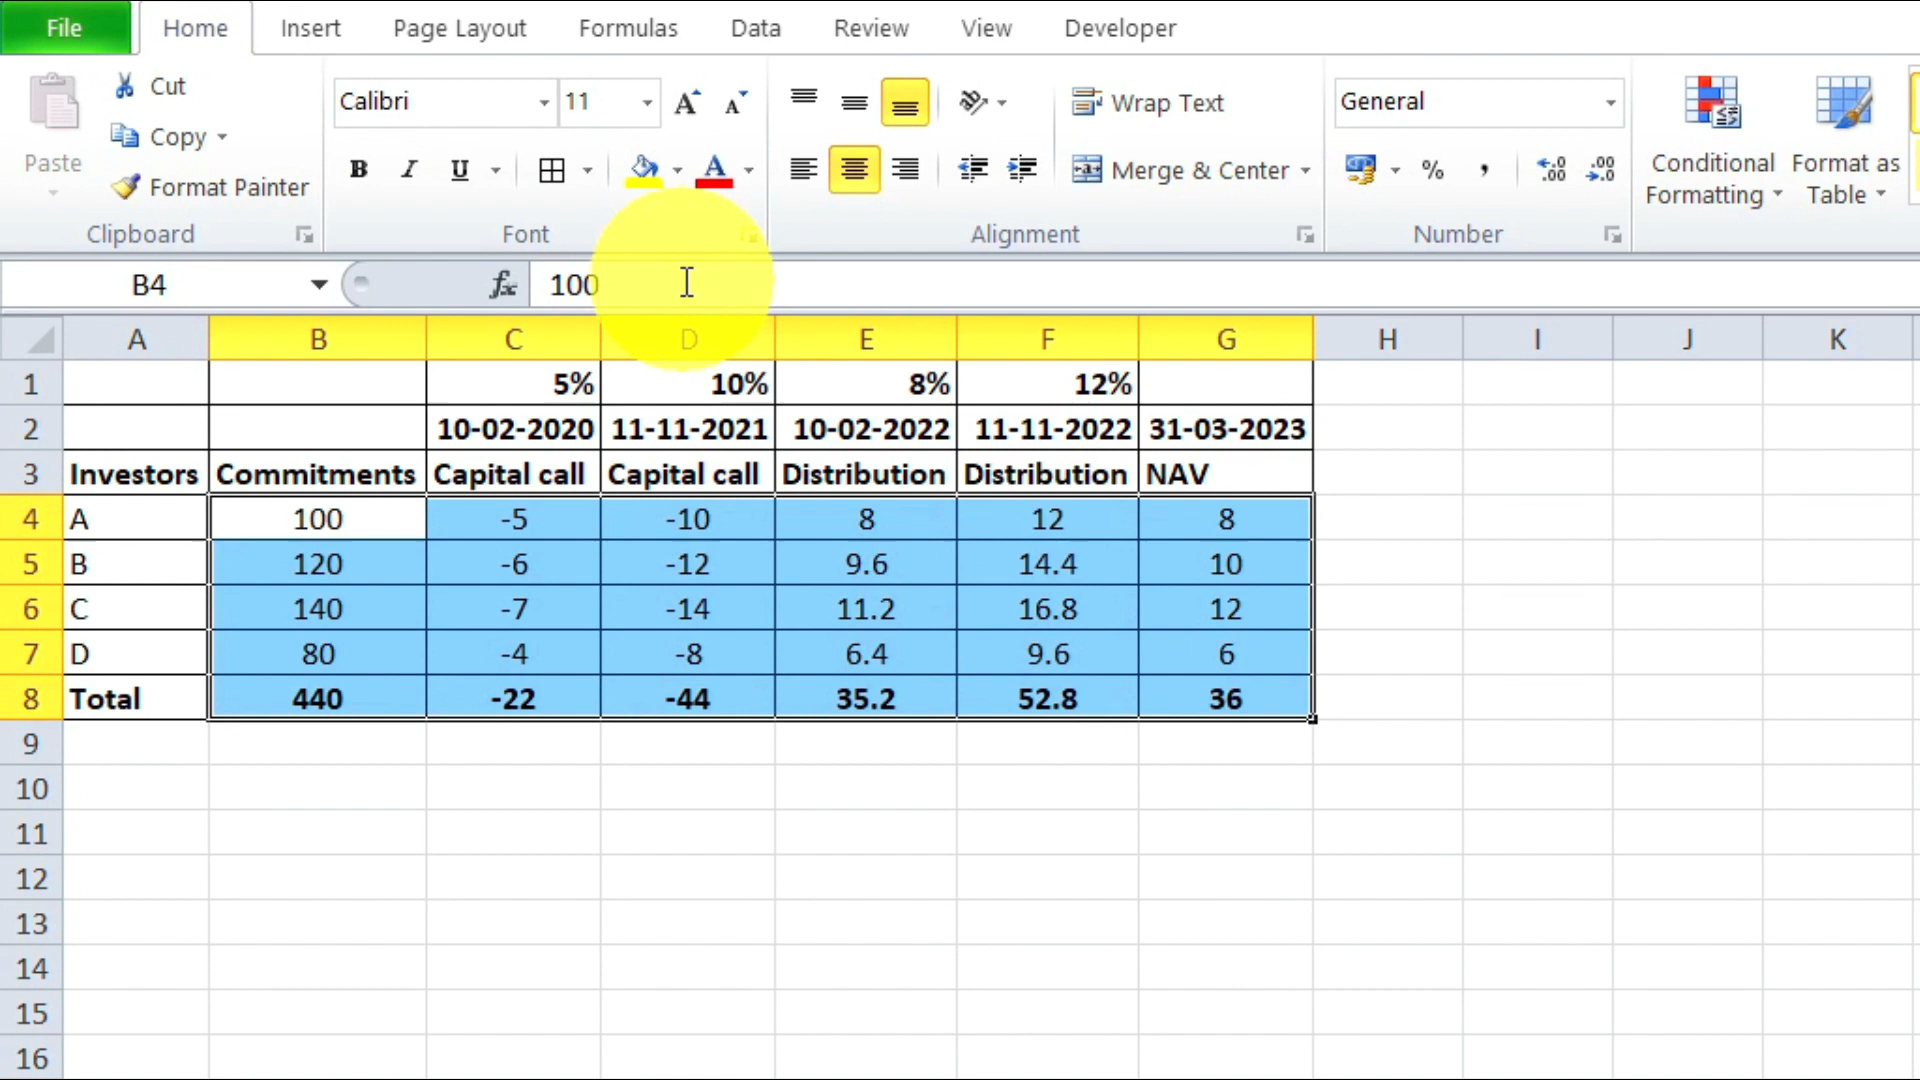 File Home Insert Page Layout Formulas Data Review View Developer
Paste
Cut
Copy
Format Painter
Clipboard
Calibri 11 A A
B I U A
Font
Wrap Text
Merge & Center
Alignment
General
% , .00 .00
Number
Conditional Formatting
Format as Table
B4 fx 100
A B C D E F G H I J K
1 5% 10% 8% 12%
2 10-02-2020 11-11-2021 10-02-2022 11-11-2022 31-03-2023
3 Investors Commitments Capital call Capital call Distribution Distribution NAV
4 A 100 -5 -10 8 12 8
5 B 120 -6 -12 9.6 14.4 10
6 C 140 -7 -14 11.2 16.8 12
7 D 80 -4 -8 6.4 9.6 6
8 Total 440 -22 -44 35.2 52.8 36
9
10
11
12
13
14
15
16